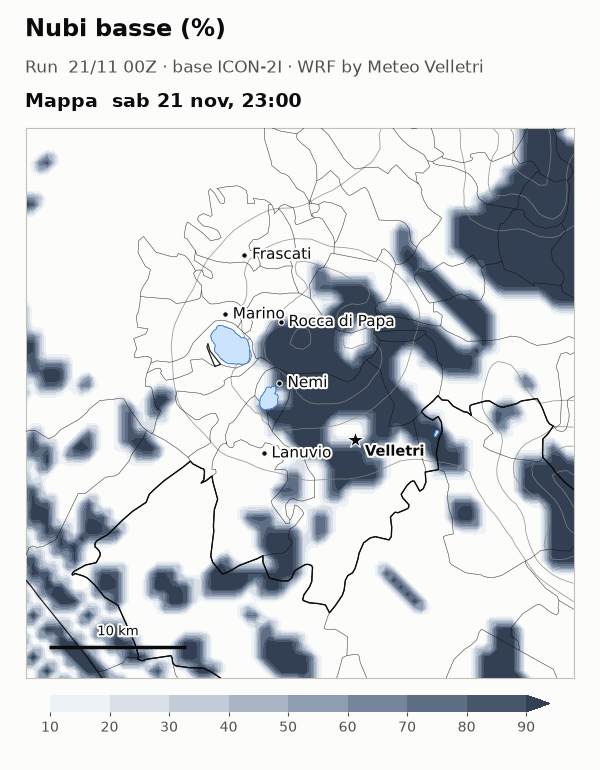 Nubi basse (%)
Run 21/11 00Z · base ICON-2I · WRF by Meteo Velletri
Mappa sab 21 nov, 23:00
Frascati
Marino
Rocca di Papa
Nemi
Velletri
Lanuvio
10 km
10 20 30 40 50 60 70 80 90